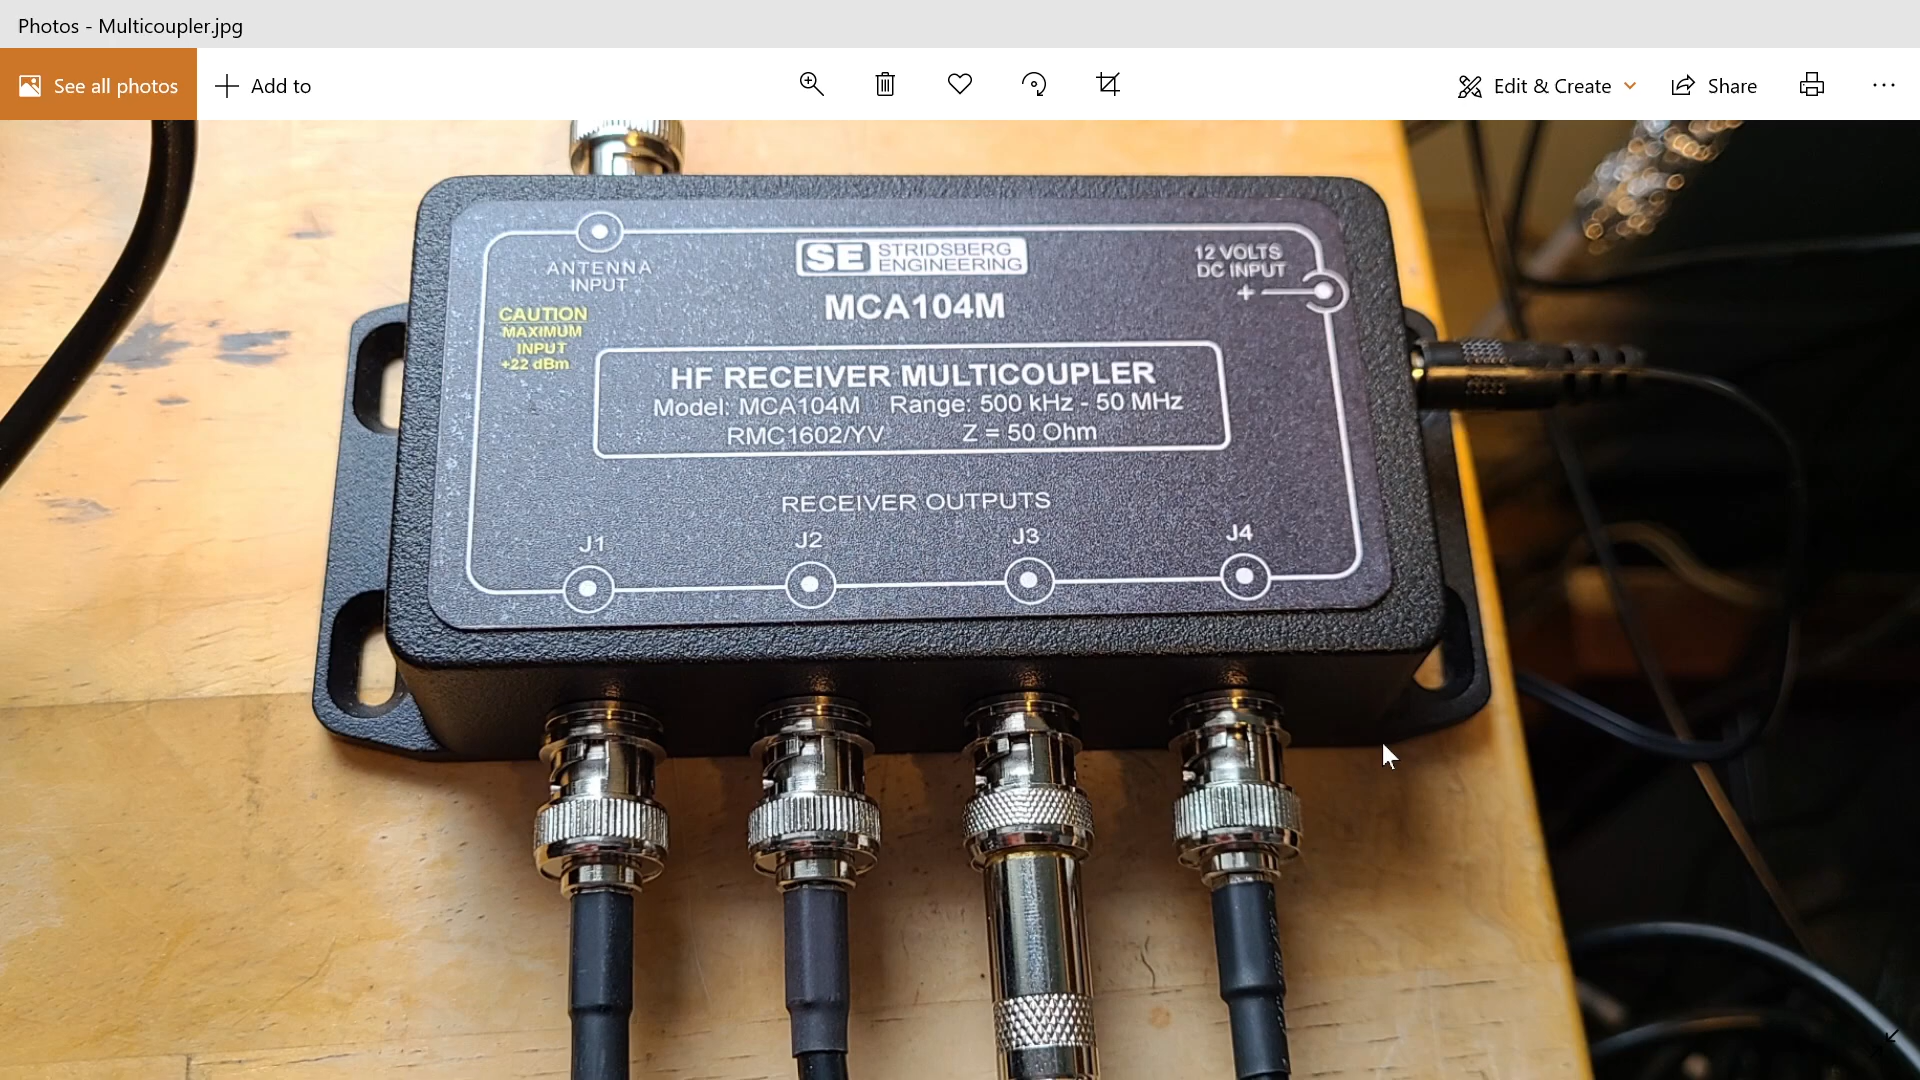 Photos - Multicoupler.jpg
See all photos
Add to
Edit & Create
Share
ANTENNA
INPUT
SE STRIDSBERG
ENGINEERING
12 VOLTS
DC INPUT
+
MCA104M
CAUTION
MAXIMUM
INPUT
+22 dBm
HF RECEIVER MULTICOUPLER
Model: MCA104M Range: 500 kHz - 50 MHz
RMC1602/YV Z = 50 Ohm
RECEIVER OUTPUTS
J1 J2 J3 J4